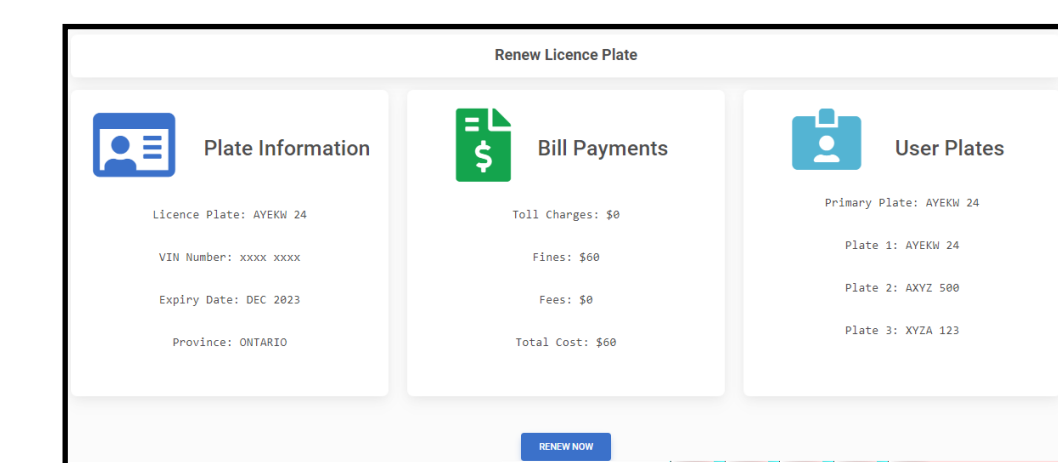 Renew Licence Plate
Plate Information
Licence Plate: AYEKW 24
VIN Number: xxxx xxxx
Expiry Date: DEC 2023
Province: ONTARIO
Bill Payments
Toll Charges: $0
Fines: $60
Fees: $0
Total Cost: $60
User Plates
Primary Plate: AYEKW 24
Plate 1: AYEKW 24
Plate 2: AXYZ 500
Plate 3: XYZA 123
RENEW NOW